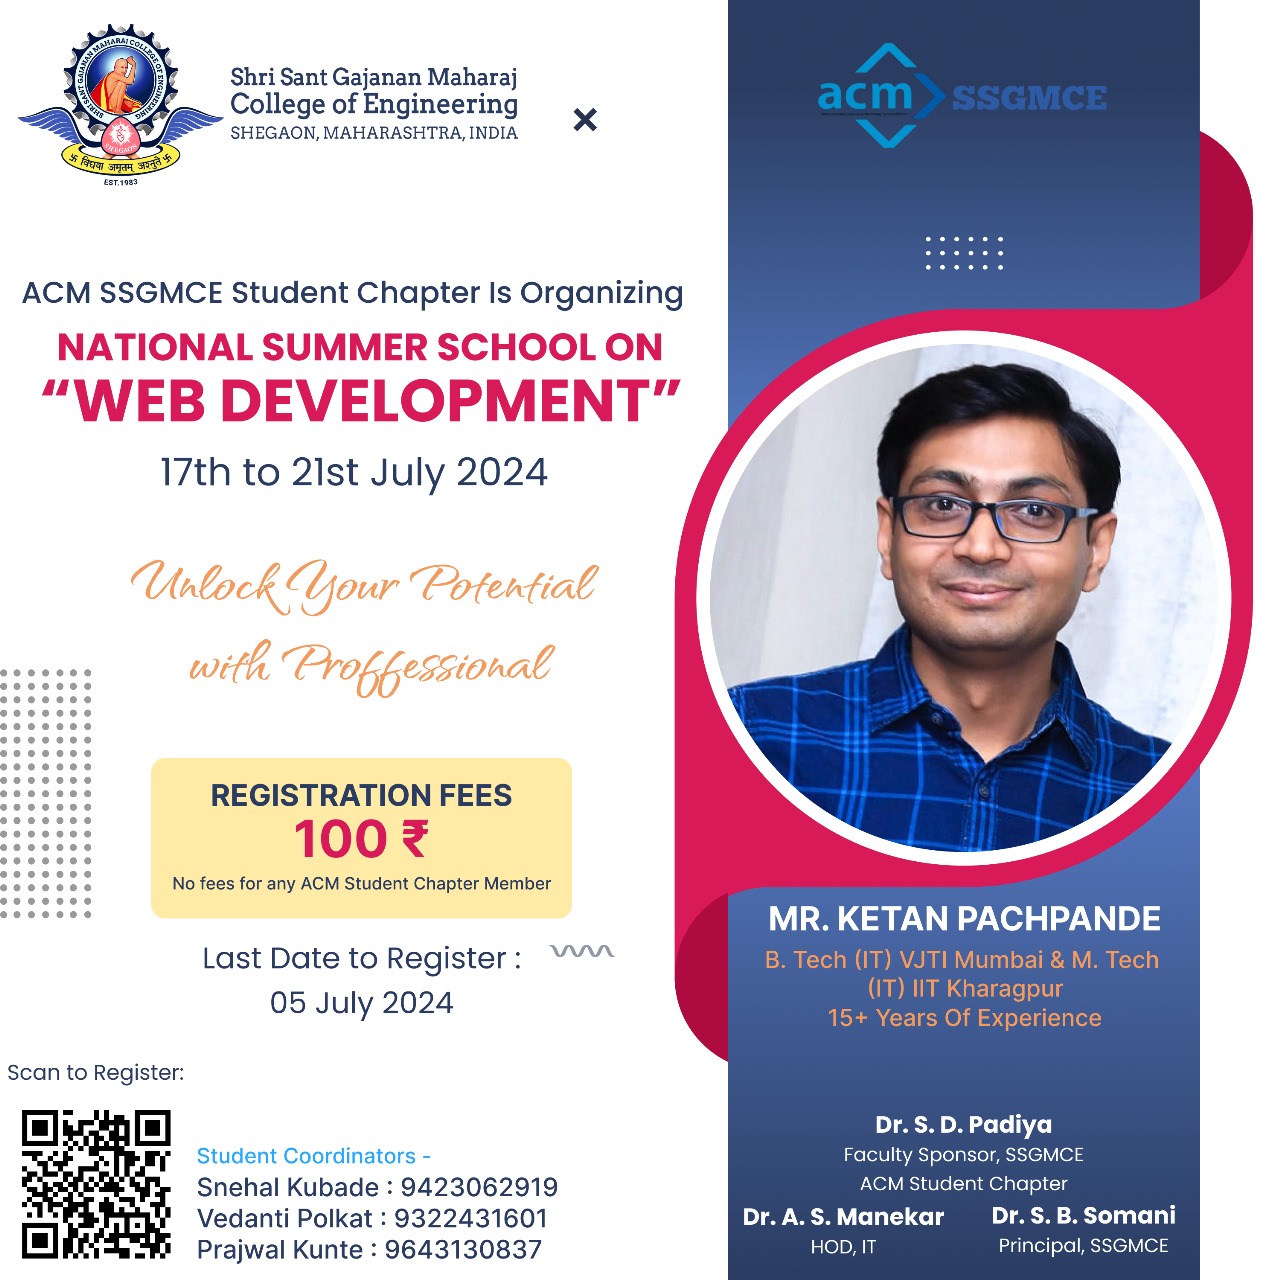 SHRI SANT GAJANAN MAHARAJ COLLEGE OF ENGINEERING
SHEGAON
विद्यया अमृतम् अश्नुते
EST.1983
Shri Sant Gajanan Maharaj
College of Engineering
SHEGAON, MAHARASHTRA, INDIA
×
acm SSGMCE
ACM SSGMCE Student Chapter Is Organizing
NATIONAL SUMMER SCHOOL ON
“WEB DEVELOPMENT”
17th to 21st July 2024
Unlock Your Potential
with Proffessional
REGISTRATION FEES
100 ₹
No fees for any ACM Student Chapter Member
Last Date to Register :
05 July 2024
Scan to Register:
Student Coordinators -
Snehal Kubade : 9423062919
Vedanti Polkat : 9322431601
Prajwal Kunte : 9643130837
MR. KETAN PACHPANDE
B. Tech (IT) VJTI Mumbai & M. Tech
(IT) IIT Kharagpur
15+ Years Of Experience
Dr. S. D. Padiya
Faculty Sponsor, SSGMCE
ACM Student Chapter
Dr. A. S. Manekar
HOD, IT
Dr. S. B. Somani
Principal, SSGMCE